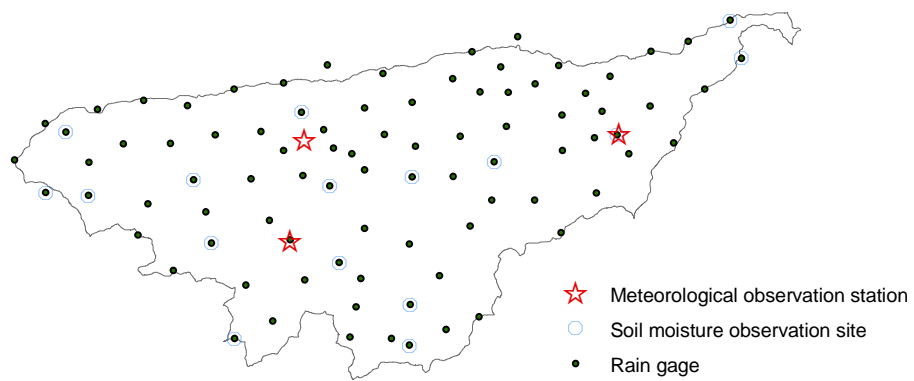 Meteorological observation station
Soil moisture observation site
Rain gage